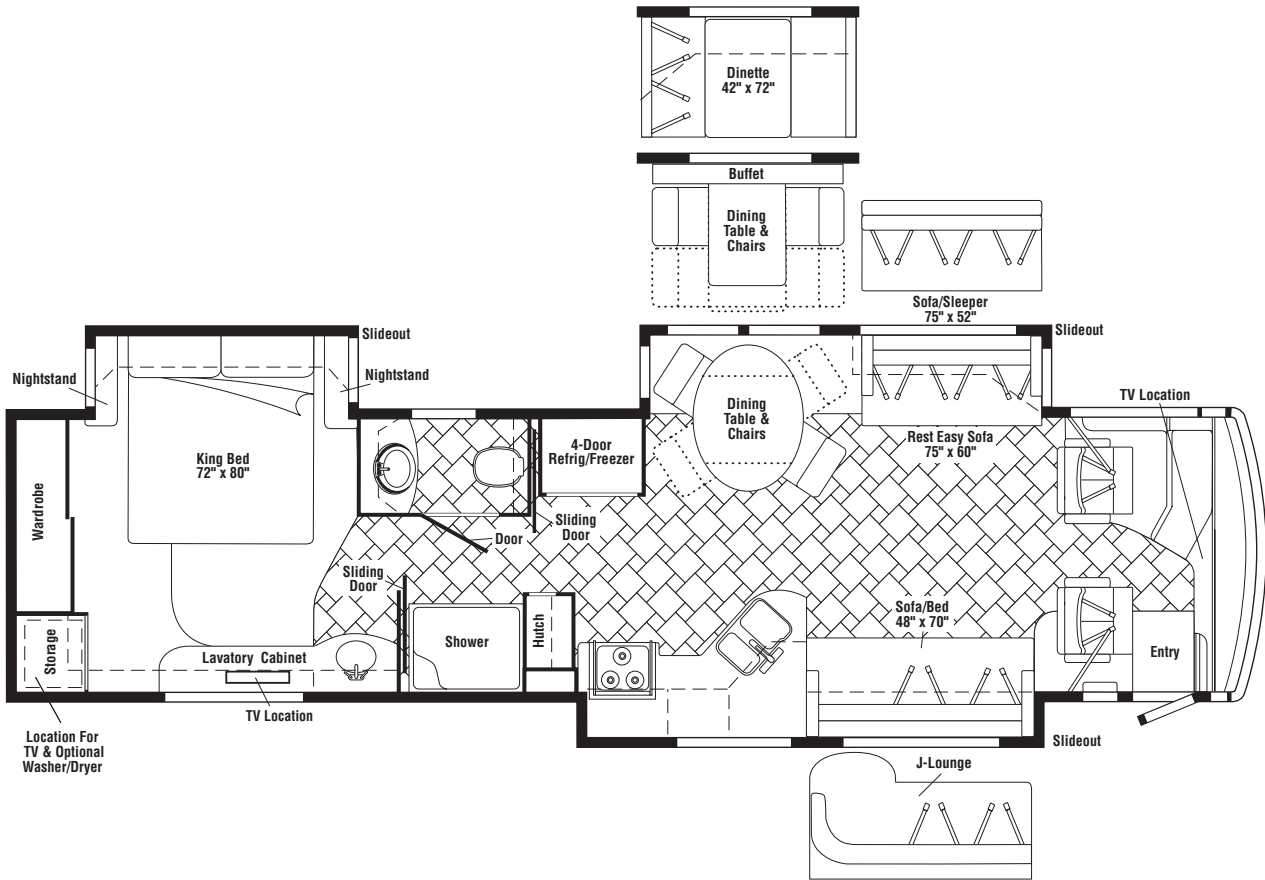 Dinette
42" x 72"
Buffet
Dining
Table &
Chairs
Sofa/Sleeper
75" x 52"
Slideout
Slideout
Nightstand
Nightstand
TV Location
King Bed
72" x 80"
4-Door
Refrig/Freezer
Dining
Table &
Chairs
Rest Easy Sofa
75" x 60"
Wardrobe
Door
Sliding
Door
Sliding
Door
Storage
Lavatory Cabinet
Shower
Hutch
Sofa/Bed
48" x 70"
Entry
TV Location
Location For
TV & Optional
Washer/Dryer
Slideout
J-Lounge